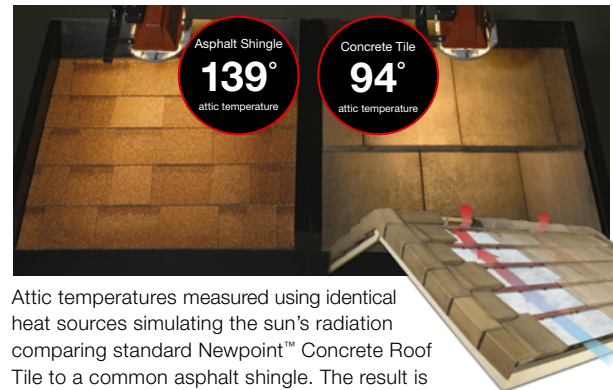 Asphalt Shingle
139°
attic temperature
Concrete Tile
94°
attic temperature
Attic temperatures measured using identical
heat sources simulating the sun’s radiation
comparing standard Newpoint™ Concrete Roof
Tile to a common asphalt shingle. The result is